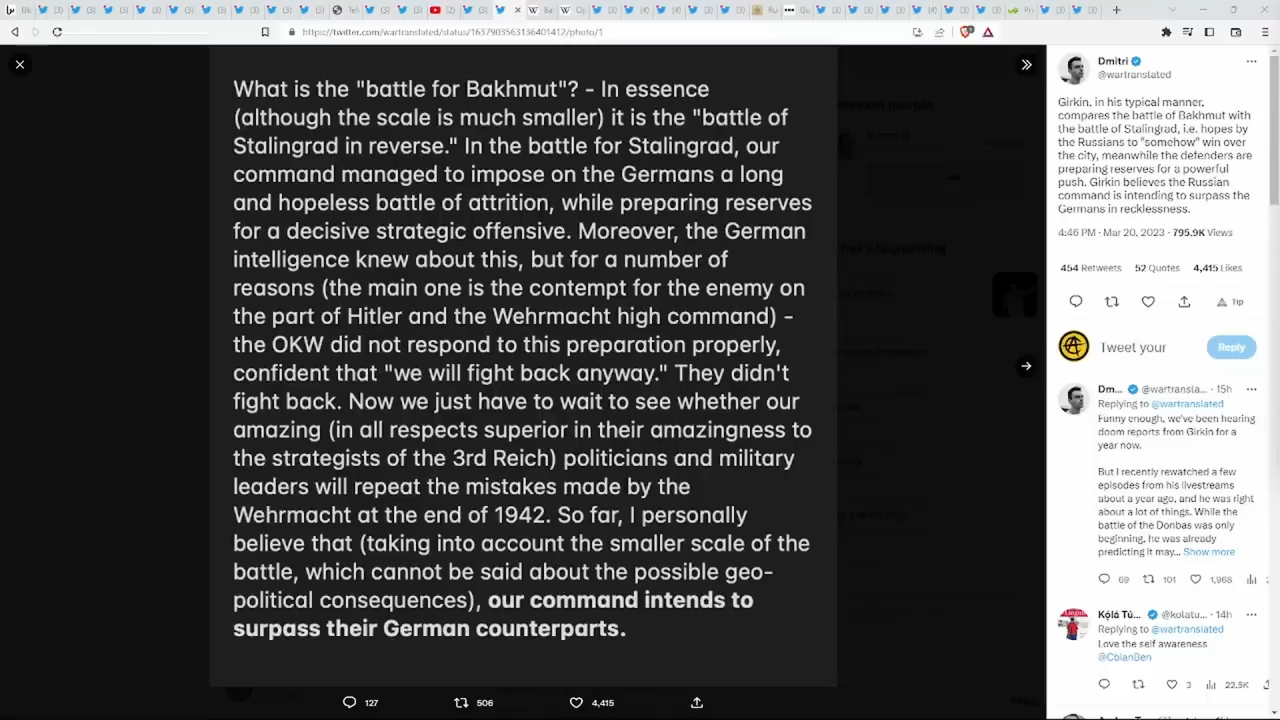 https://twitter.com/wartranslated/status/1637903563136401412/photo/1
What is the "battle for Bakhmut"? - In essence
(although the scale is much smaller) it is the "battle of
Stalingrad in reverse." In the battle for Stalingrad, our
command managed to impose on the Germans a long
and hopeless battle of attrition, while preparing reserves
for a decisive strategic offensive. Moreover, the German
intelligence knew about this, but for a number of
reasons (the main one is the contempt for the enemy on
the part of Hitler and the Wehrmacht high command) -
the OKW did not respond to this preparation properly,
confident that "we will fight back anyway." They didn't
fight back. Now we just have to wait to see whether our
amazing (in all respects superior in their amazingness to
the strategists of the 3rd Reich) politicians and military
leaders will repeat the mistakes made by the
Wehrmacht at the end of 1942. So far, I personally
believe that (taking into account the smaller scale of the
battle, which cannot be said about the possible geo-
political consequences), our command intends to
surpass their German counterparts.
127 506 4,415
Dmitri
@wartranslated
Girkin, in his typical manner,
compares the battle of Bakhmut with
the battle of Stalingrad, i.e. hopes by
the Russians to "somehow" win over
the city, meanwhile the defenders are
preparing reserves for a powerful
push. Girkin believes the Russian
command is intending to surpass the
Germans in recklessness.
4:46 PM · Mar 20, 2023 · 795.9K Views
454 Retweets 52 Quotes 4,415 Likes
Tip
Tweet your
Reply
Dm... @wartransla... · 15h
Replying to @wartranslated
Funny enough, we've been hearing
doom reports from Girkin for a
year now.
But I recently rewatched a few
episodes from his livestreams
about a year ago, and he was right
about a lot of things. While the
battle of the Donbas was only
beginning, he was already
predicting it may... Show more
69 101 1,968
Kọlá Tú... @kolatu... · 14h
Replying to @wartranslated
Love the self awareness
@CblanBen
3 22.5K